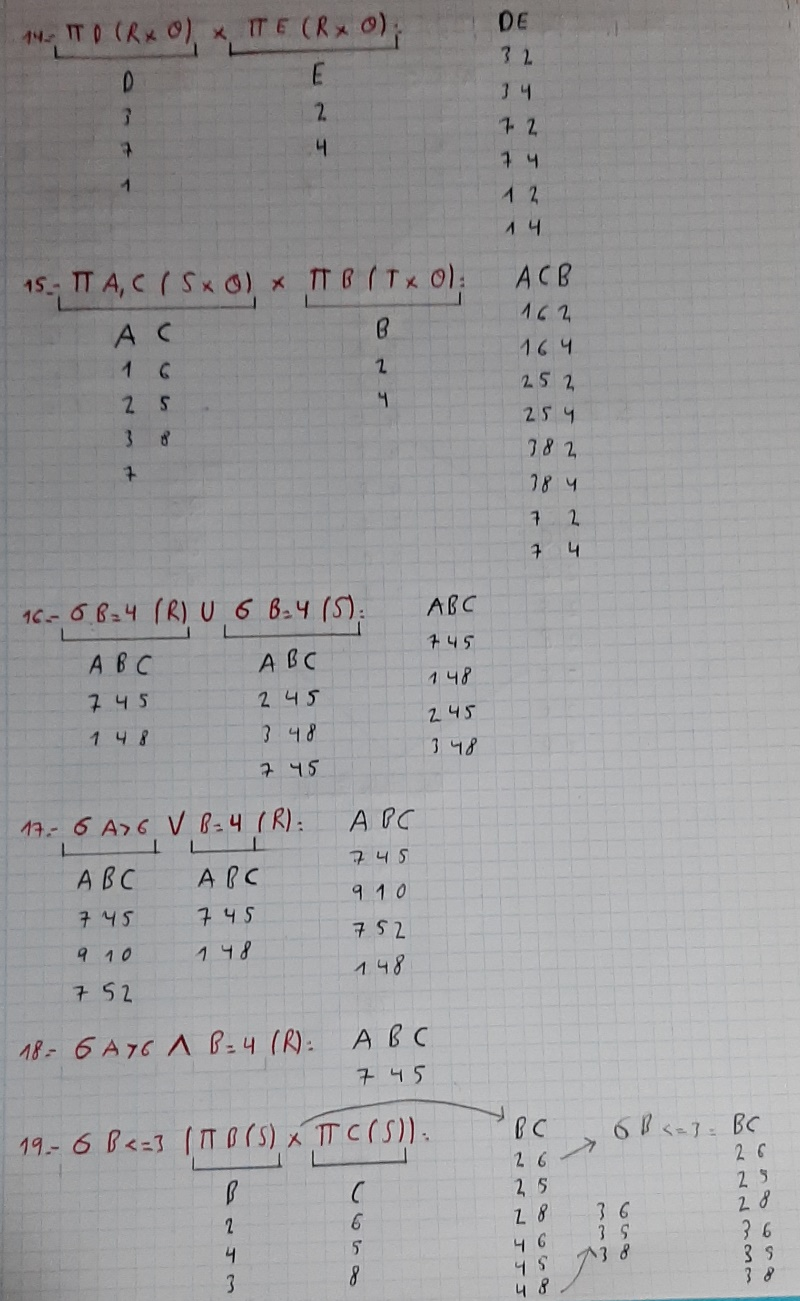 14.- π D (R x Q) x π E (R x Q): DE
D E 3 2
3 2 3 4
7 4 7 2
1 7 4
1 2
1 4
15.- π A, C ( S x Q) x π B ( T x Q): A C B
A C B 1 6 2
1 6 2 1 6 4
2 5 4 2 5 2
3 8 2 5 4
7 3 8 2
3 8 4
7 2
7 4
16.- σ B=4 (R) U σ B=4 (S): ABC
A B C A B C 7 4 5
7 4 5 2 4 5 1 4 8
1 4 8 3 4 8 2 4 5
7 4 5 3 4 8
17.- σ A>6 V B=4 (R): A BC
A B C A B C 7 4 5
7 4 5 7 4 5 9 1 0
9 1 0 1 4 8 7 5 2
7 5 2 1 4 8
18.- σ A>6 Λ B=4 (R): A B C
7 4 5
19.- σ B<=3 (π B(S) x π C(S)): BC σ B <=3 = BC
B C 2 6 2 6
2 6 2 5 2 5
4 5 2 8 3 6 2 8
3 8 4 6 3 5 3 6
4 5 3 8 3 5
4 8 3 8